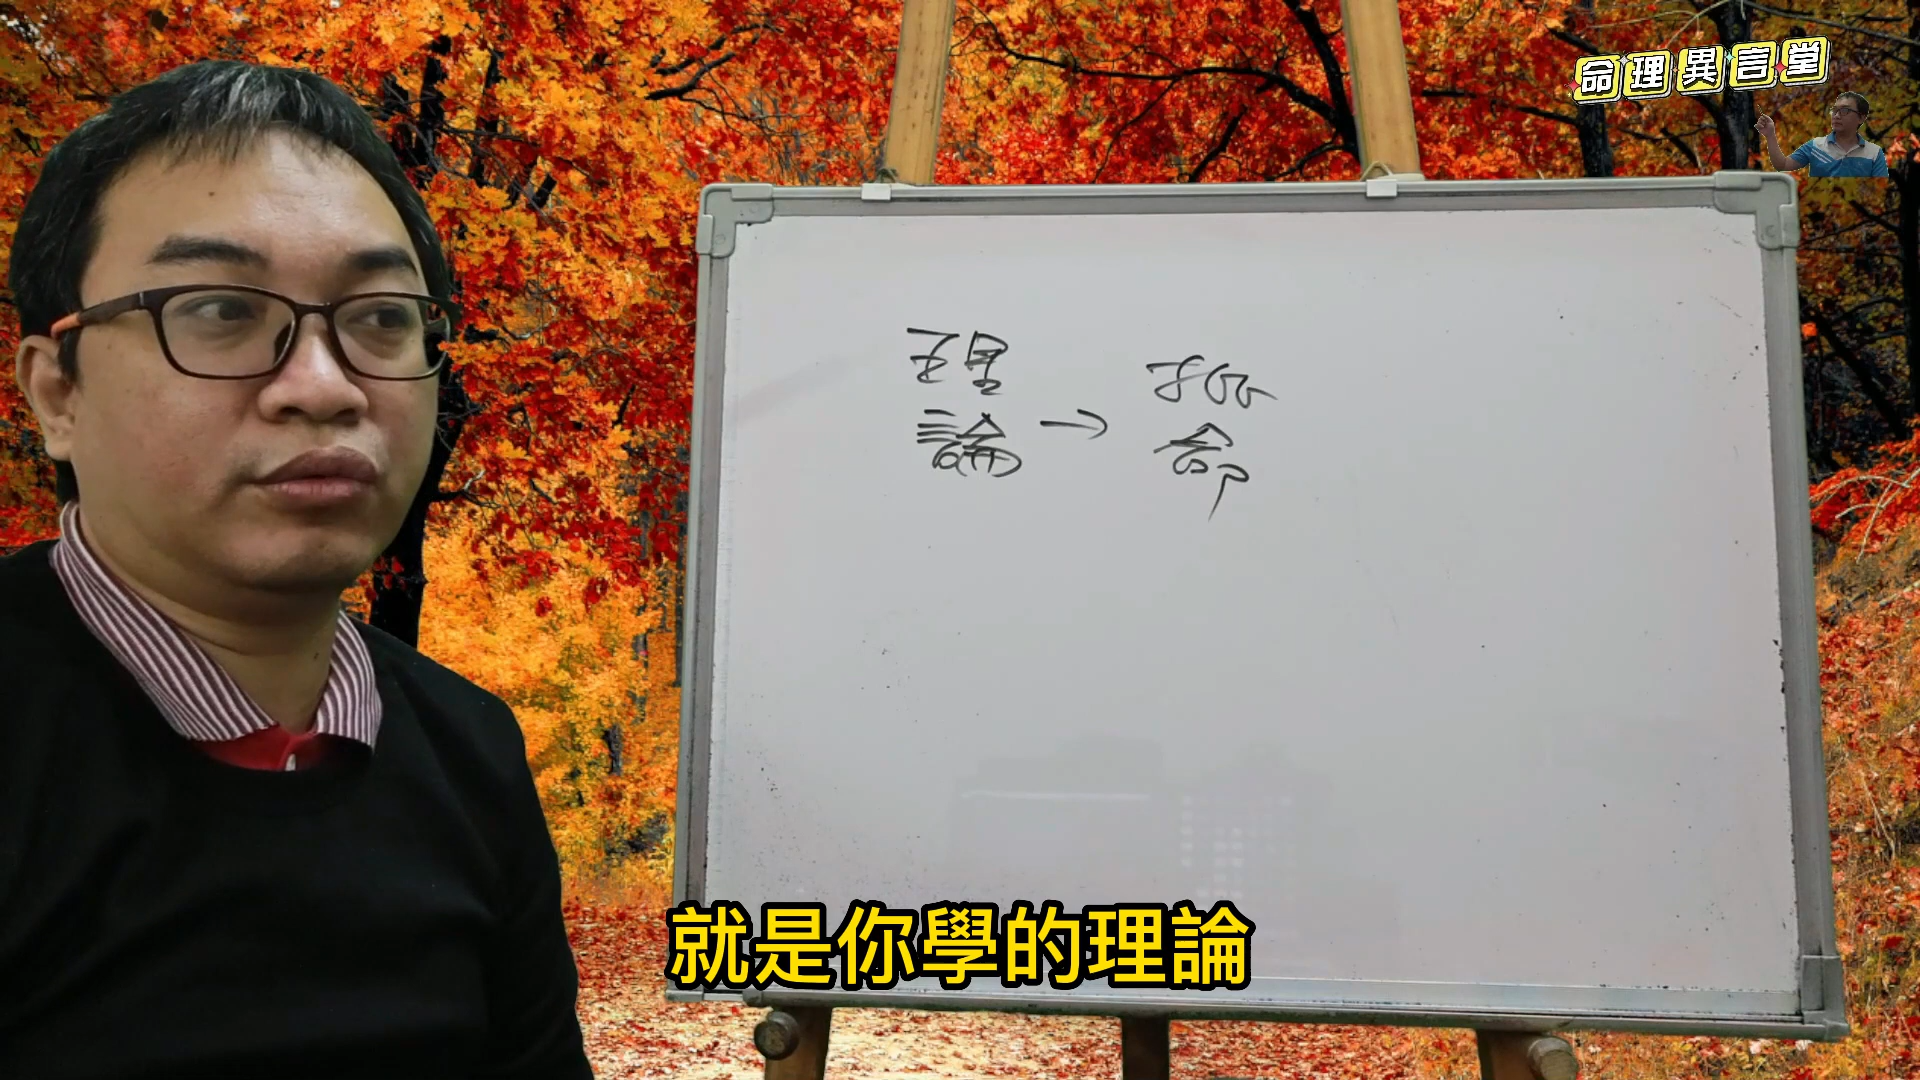 命理異言堂
理
論→批
命
就是你學的理論